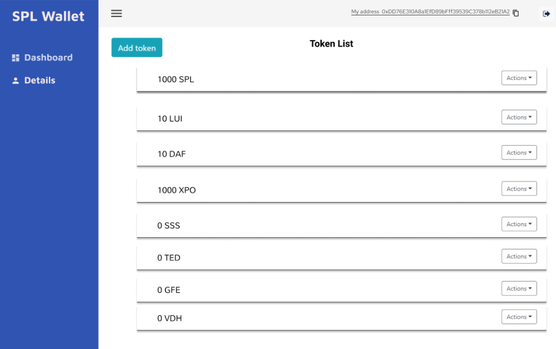 SPL Wallet
My address
Dashboard
Details
Add token
Token List
1000 SPL
Actions
10 LUI
Actions
10 DAF
Actions
1000 XPO
Actions
0 SSS
Actions
0 TED
Actions
0 GFE
Actions
0 VDH
Actions